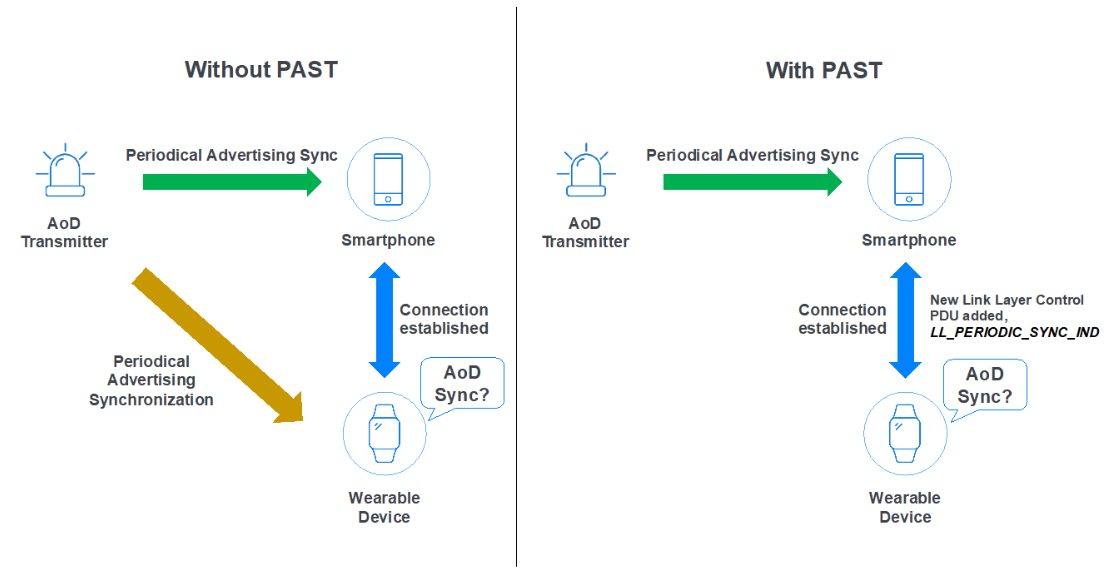 Without PAST
Periodical Advertising Sync
AoD
Transmitter
Smartphone
Connection
established
Periodical
Advertising
Synchronization
AoD
Sync?
Wearable
Device
With PAST
Periodical Advertising Sync
AoD
Transmitter
Smartphone
Connection
established
New Link Layer Control
PDU added,
LL_PERIODIC_SYNC_IND
AoD
Sync?
Wearable
Device